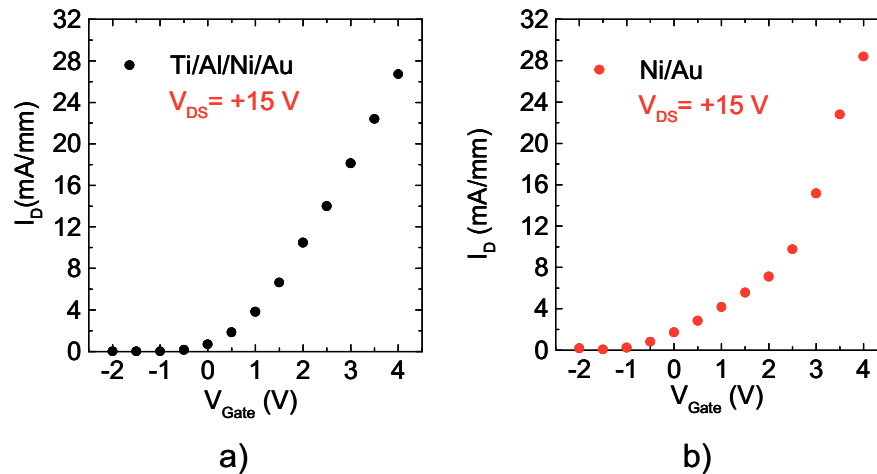 28
24
20
16
12
8
4
0
I_D(mA/mm)
Ti/Al/Ni/Au
V_DS= +15 V
-2 -1 0 1 2 3 4
V_Gate (V)
a)
28
24
20
16
12
8
4
0
I_D (mA/mm)
Ni/Au
V_DS= +15 V
-2 -1 0 1 2 3 4
V_Gate (V)
b)